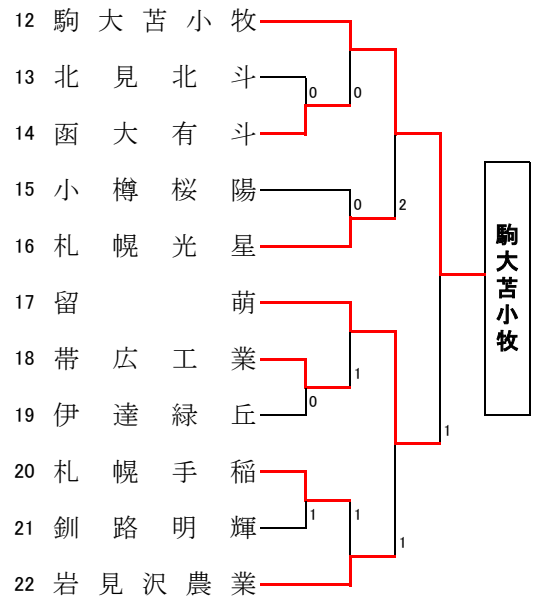 12 駒大苫小牧
13 北見北斗
0
0
14 函大有斗
15 小樽桜陽
0
2
16 札幌光星
17 留萌
18 帯広工業
1
0
19 伊達緑丘
1
20 札幌手稲
1
1
21 釧路明輝
1
22 岩見沢農業
駒大苫小牧